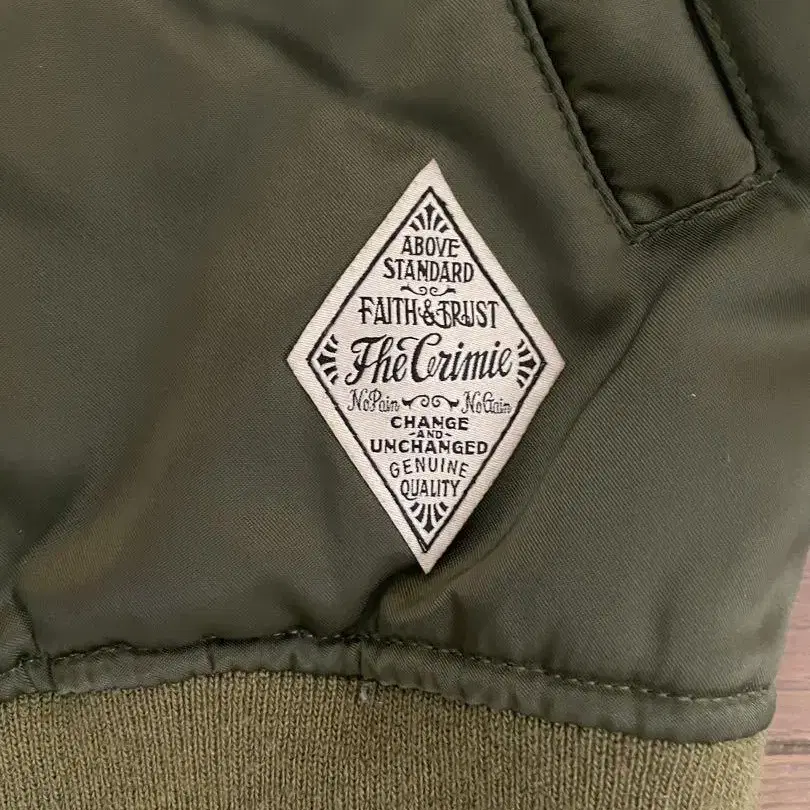 ABOVE
STANDARD
FAITH & TRUST
The Crimie
No Pain No Gain
CHANGE
-AND-
UNCHANGED
GENUINE
QUALITY